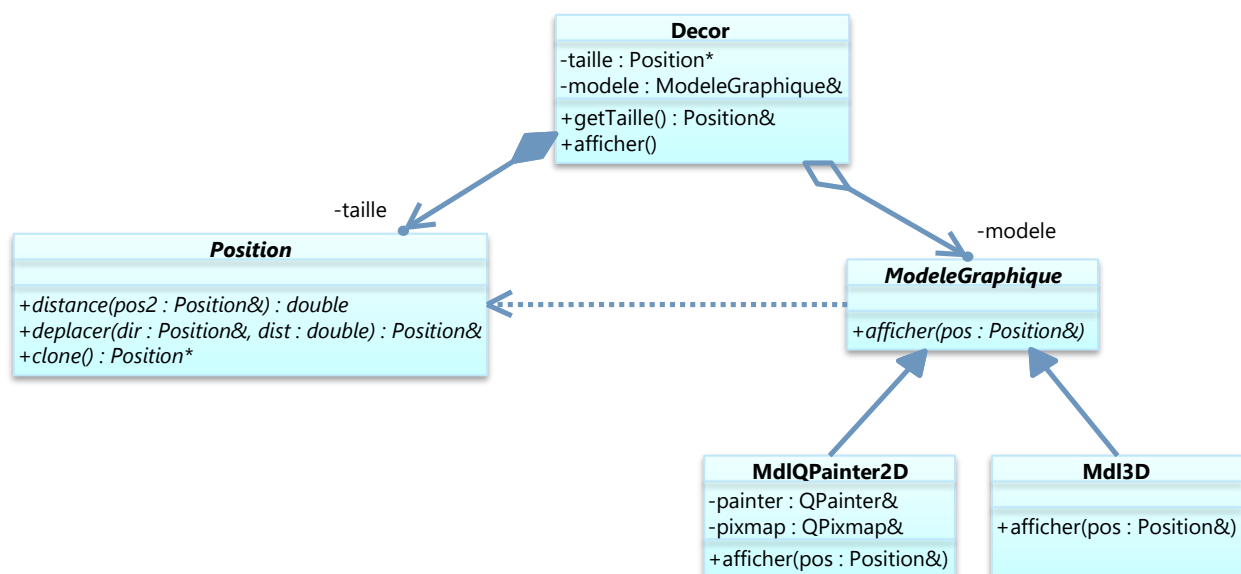 Decor
-taille : Position*
-modele : ModeleGraphique&
+getTaille() : Position&
+afficher()
-taille
-modele
Position
+distance(pos2 : Position&) : double
+deplacer(dir : Position&, dist : double) : Position&
+clone() : Position*
ModeleGraphique
+afficher(pos : Position&)
MdlQPainter2D
-painter : QPainter&
-pixmap : QPixmap&
+afficher(pos : Position&)
Mdl3D
+afficher(pos : Position&)